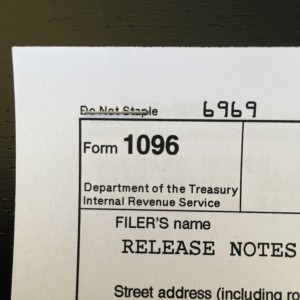 Do Not Staple 6969
Form 1096
Department of the Treasury
Internal Revenue Service
FILER'S name
RELEASE NOTES
Street address (including ro